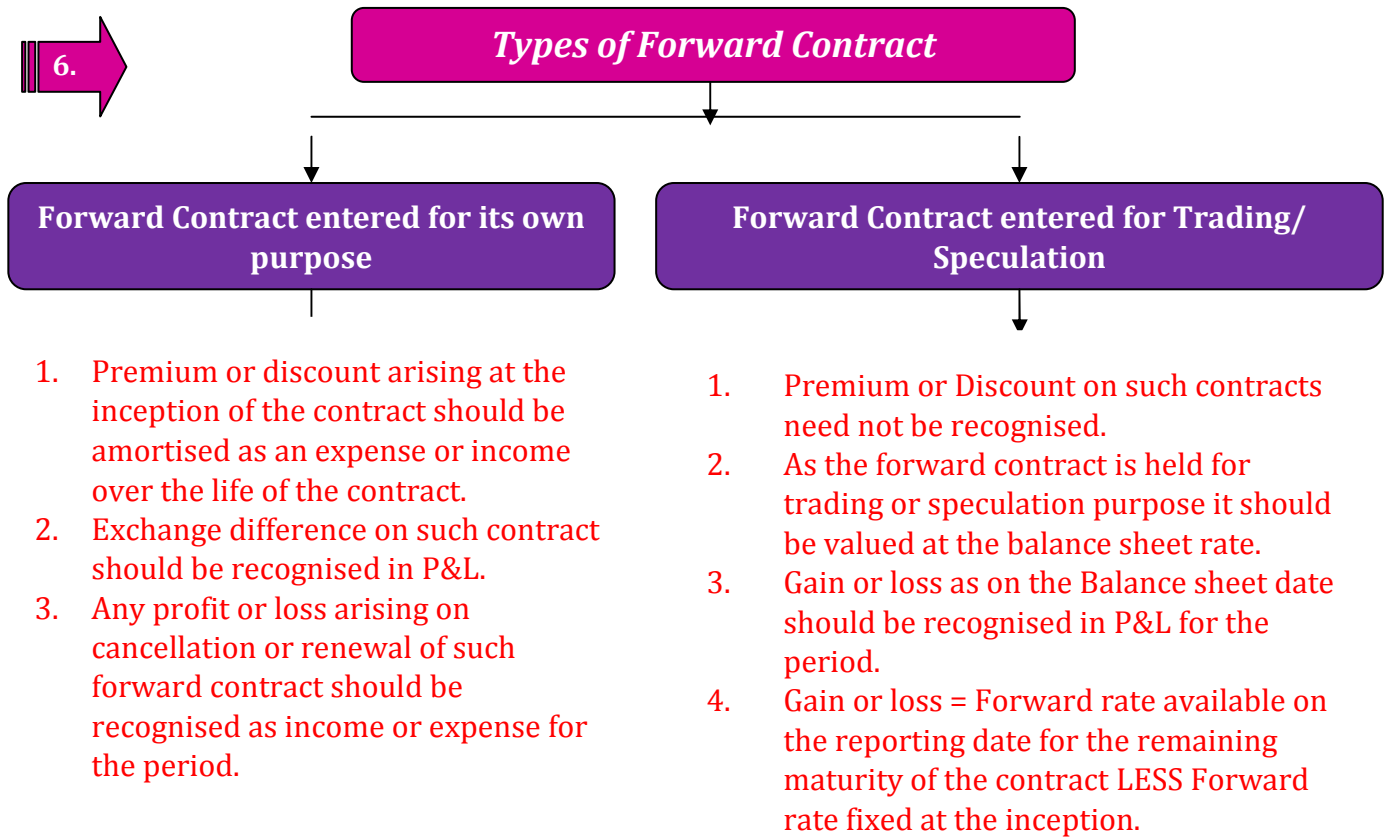 6.
Types of Forward Contract
Forward Contract entered for its own
purpose
1. Premium or discount arising at the
inception of the contract should be
amortised as an expense or income
over the life of the contract.
2. Exchange difference on such contract
should be recognised in P&L.
3. Any profit or loss arising on
cancellation or renewal of such
forward contract should be
recognised as income or expense for
the period.
Forward Contract entered for Trading/
Speculation
1. Premium or Discount on such contracts
need not be recognised.
2. As the forward contract is held for
trading or speculation purpose it should
be valued at the balance sheet rate.
3. Gain or loss as on the Balance sheet date
should be recognised in P&L for the
period.
4. Gain or loss = Forward rate available on
the reporting date for the remaining
maturity of the contract LESS Forward
rate fixed at the inception.